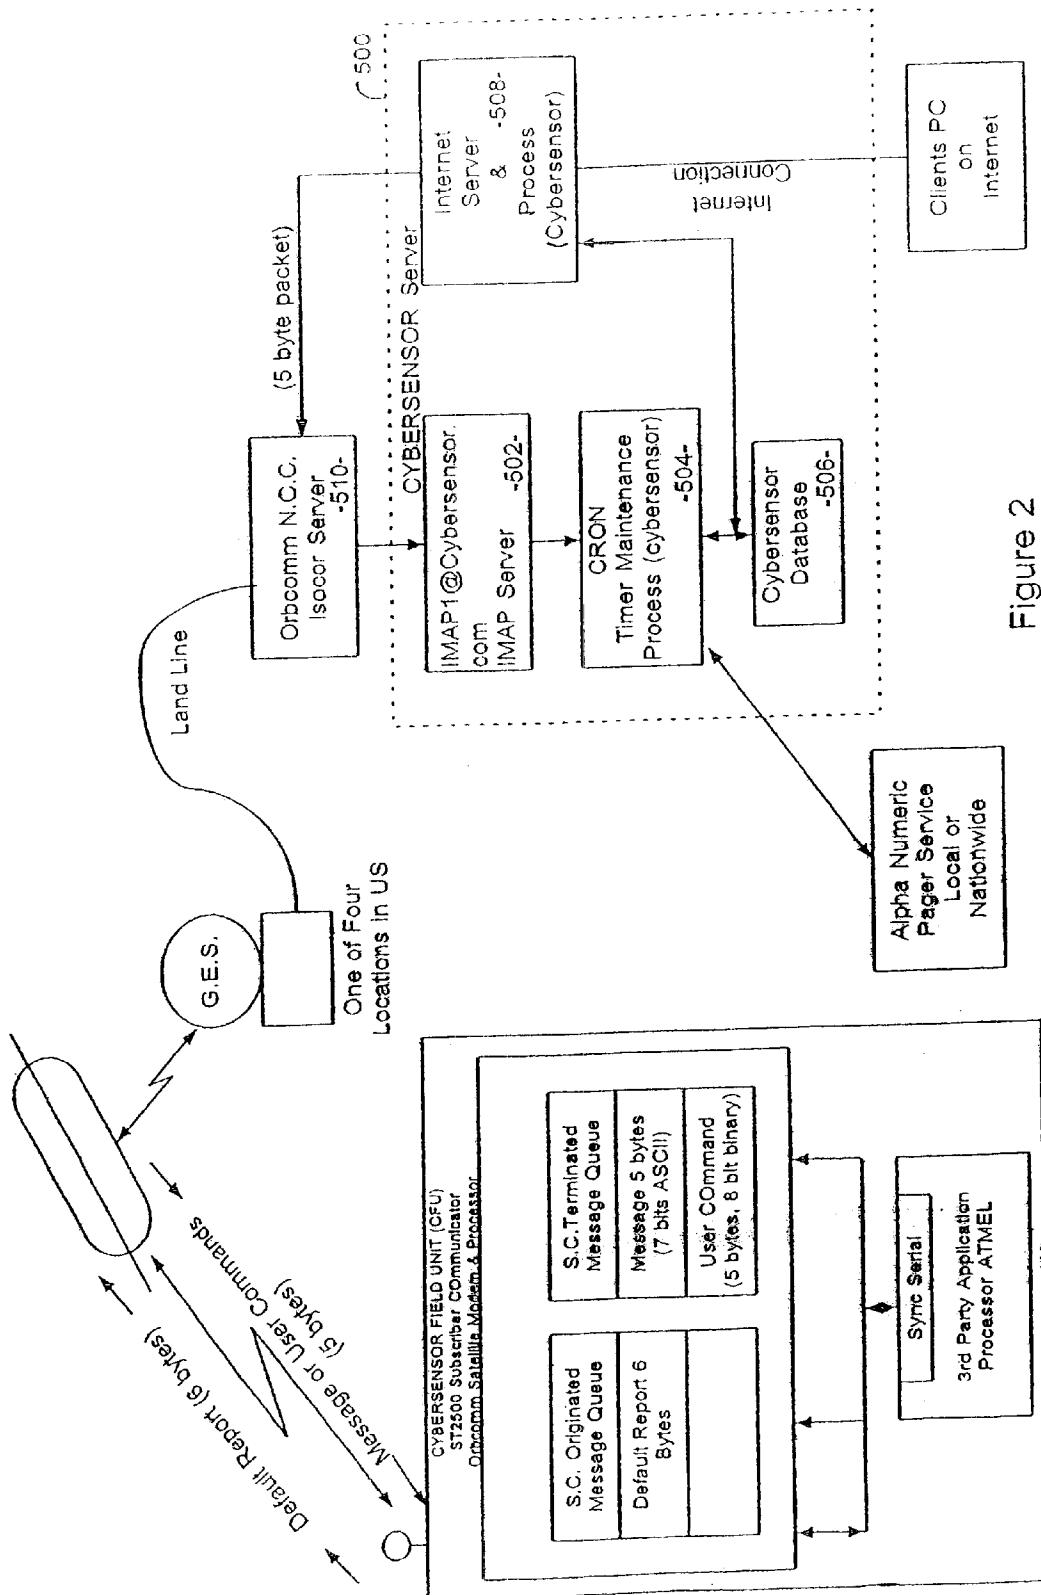 Default Report (6 bytes)
Message or User Commands
(5 bytes)
G.E.S.
One of Four
Locations in US
Land Line
Orbcomm N.C.C.
Isocor Server
-510-
(5 byte packet)
500
CYBERSENSOR Server
IMAP1@Cybersensor.
com
IMAP Server -502-
CRON
Timer Maintenance
Process (cybersensor)
-504-
Cybersensor
Database
-506-
Internet
Server
& -508-
Process
(Cybersensor)
Internet
Connection
Clients PC
on
Internet
Alpha Numeric
Pager Service
Local or
Nationwide
CYBERSENSOR FIELD UNIT (CFU)
ST2500 Subscriber COmmunicator
Orbcomm Satellite Modem & Processor
S.C. Originated
Message Queue
Default Report 6
Bytes
S.C.Terminated
Message Queue
Message 5 bytes
(7 bits ASCII)
User COmmand
(5 bytes, 8 bit binary)
Sync Serial
3rd Party Application
Processor ATMEL
Figure 2